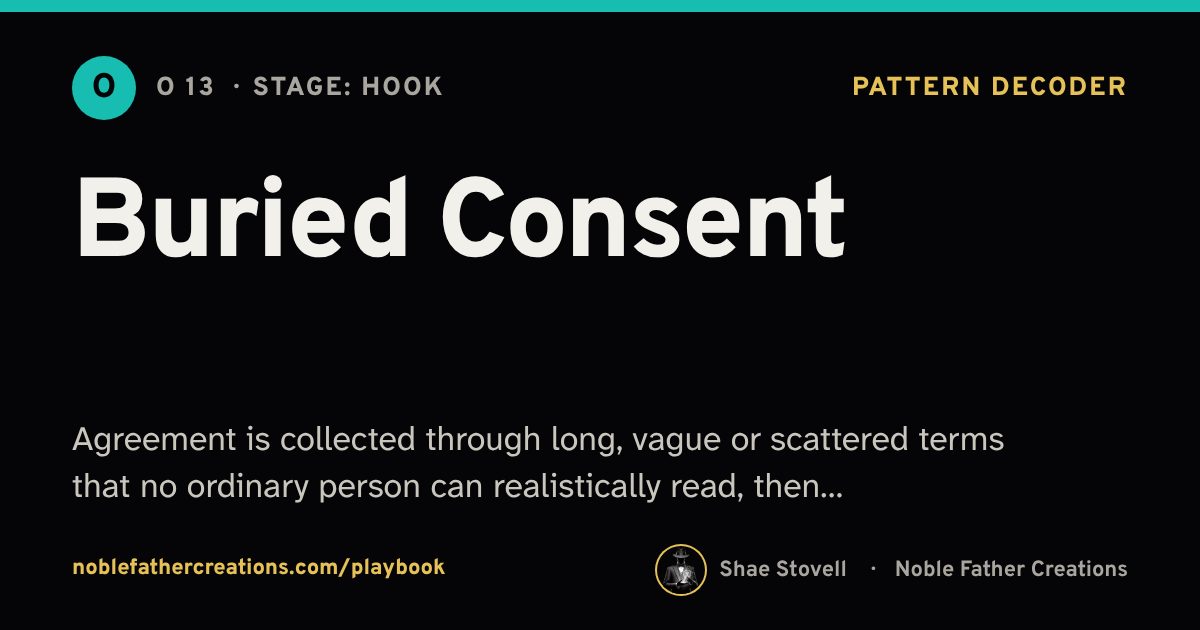 O
O 13 · STAGE: HOOK
PATTERN DECODER
Buried Consent
Agreement is collected through long, vague or scattered terms
that no ordinary person can realistically read, then...
noblefathercreations.com/playbook
Shae Stovell · Noble Father Creations